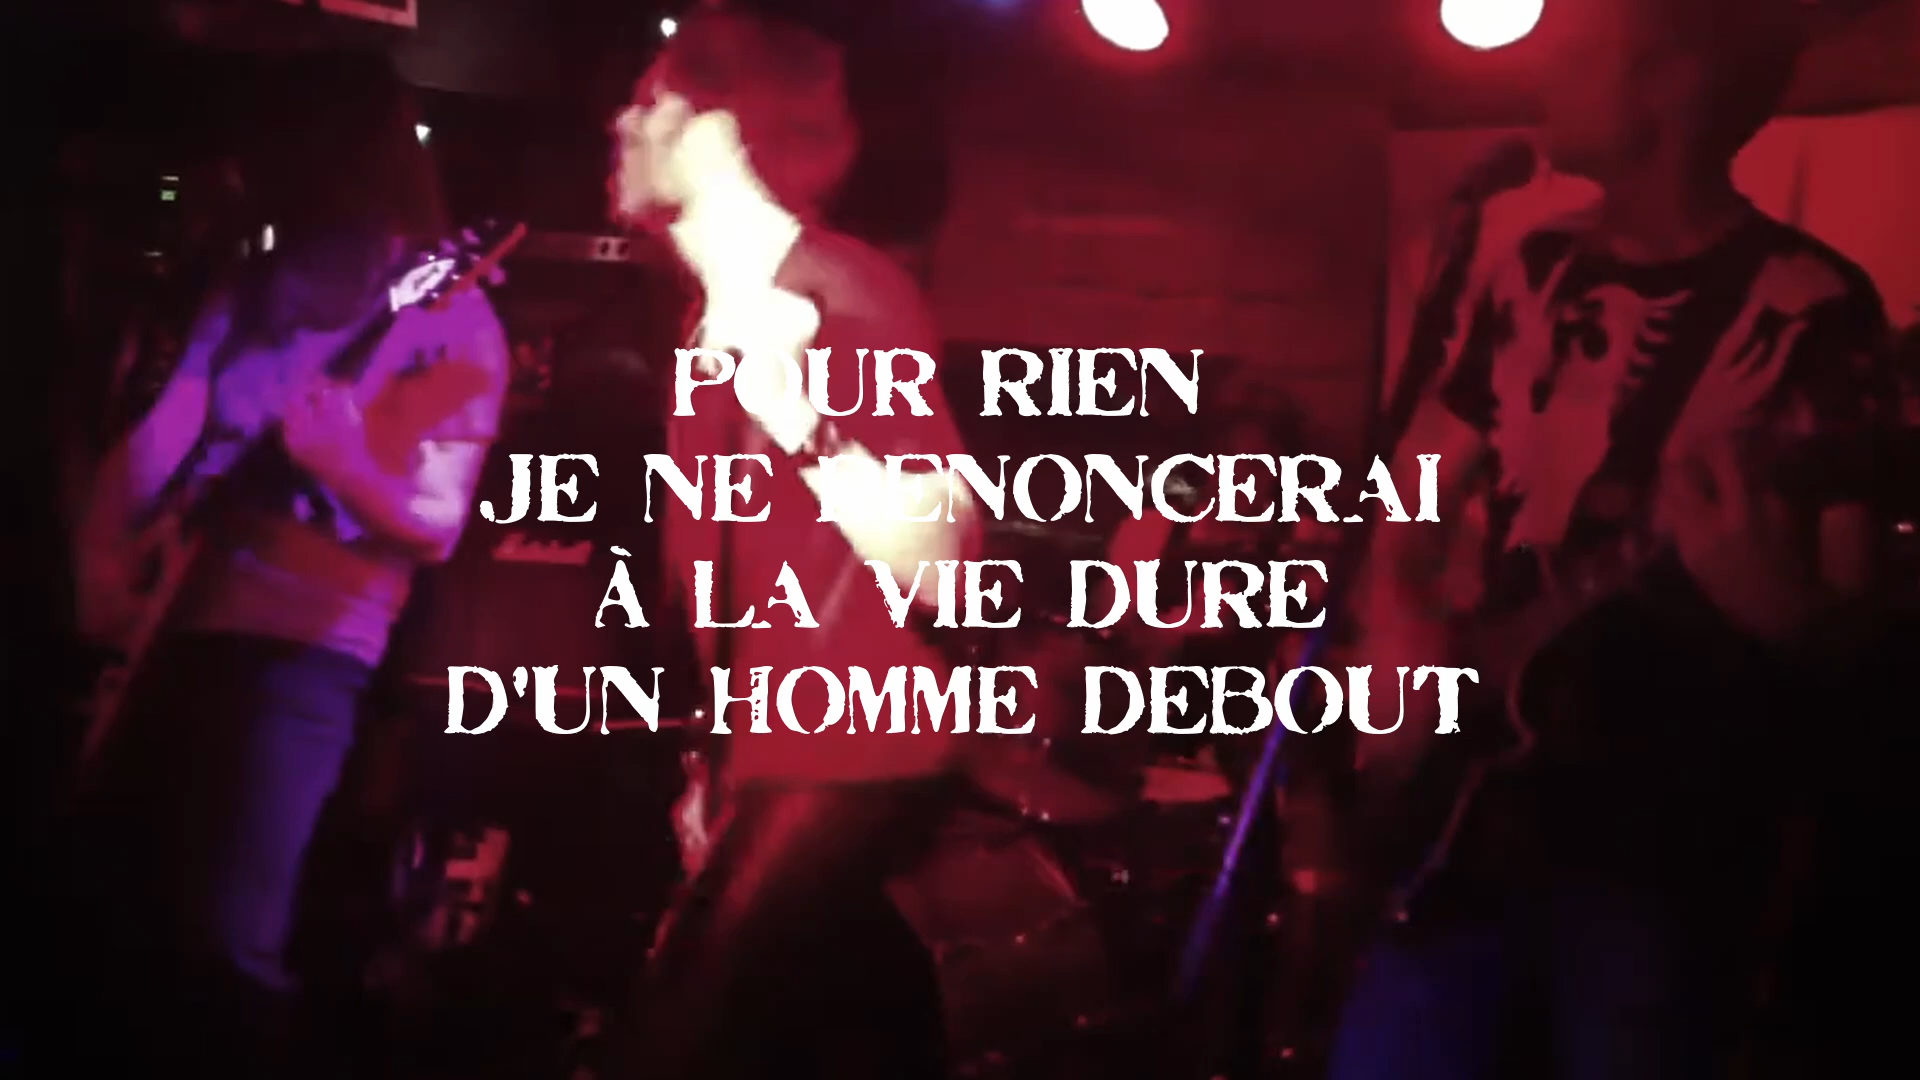 POUR RIEN
JE NE RENONCERAI
À LA VIE DURE
D'UN HOMME DEBOUT